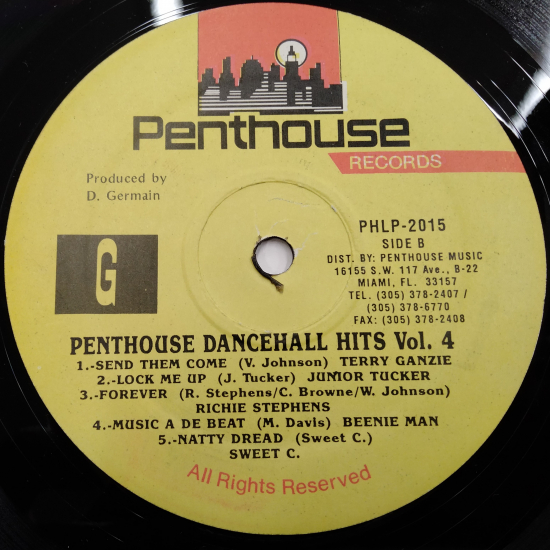 Penthouse
RECORDS
Produced by
D. Germain
G
PHLP-2015
SIDE B
DIST. BY: PENTHOUSE MUSIC
16155 S.W. 117 Ave., B-22
MIAMI, FL. 33157
TEL. (305) 378-2407 /
(305) 378-6770
FAX: (305) 378-2408
PENTHOUSE DANCEHALL HITS Vol. 4
1.-SEND THEM COME (V. Johnson) TERRY GANZIE
2.-LOCK ME UP (J. Tucker) JUNIOR TUCKER
3.-FOREVER (R. Stephens/C. Browne/W. Johnson)
RICHIE STEPHENS
4.-MUSIC A DE BEAT (M. Davis) BEENIE MAN
5.-NATTY DREAD (Sweet C.)
SWEET C.
All Rights Reserved